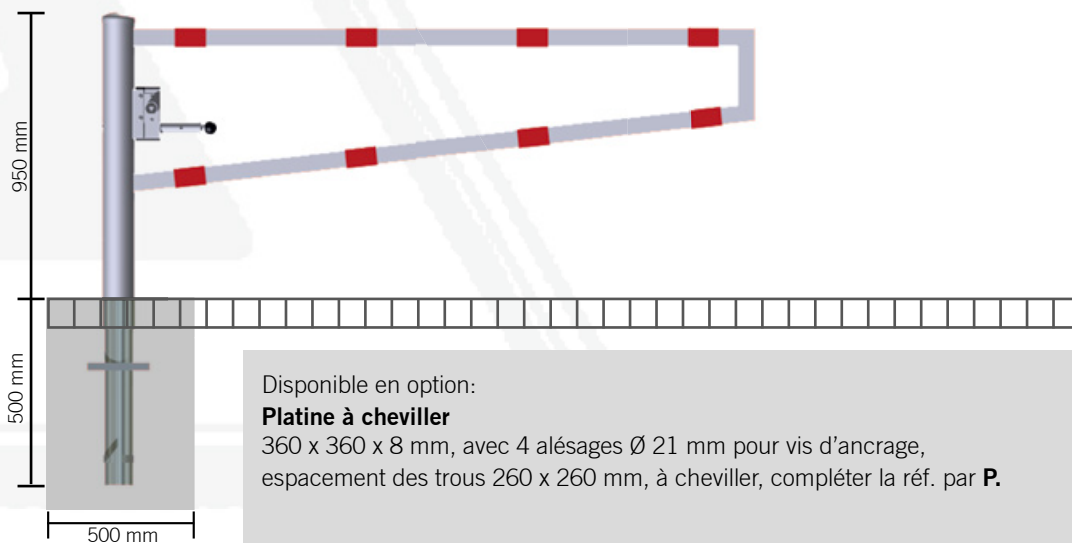 950 mm
500 mm
500 mm
Disponible en option:
Platine à cheviller
360 x 360 x 8 mm, avec 4 alésages Ø 21 mm pour vis d’ancrage,
espacement des trous 260 x 260 mm, à cheviller, compléter la réf. par P.